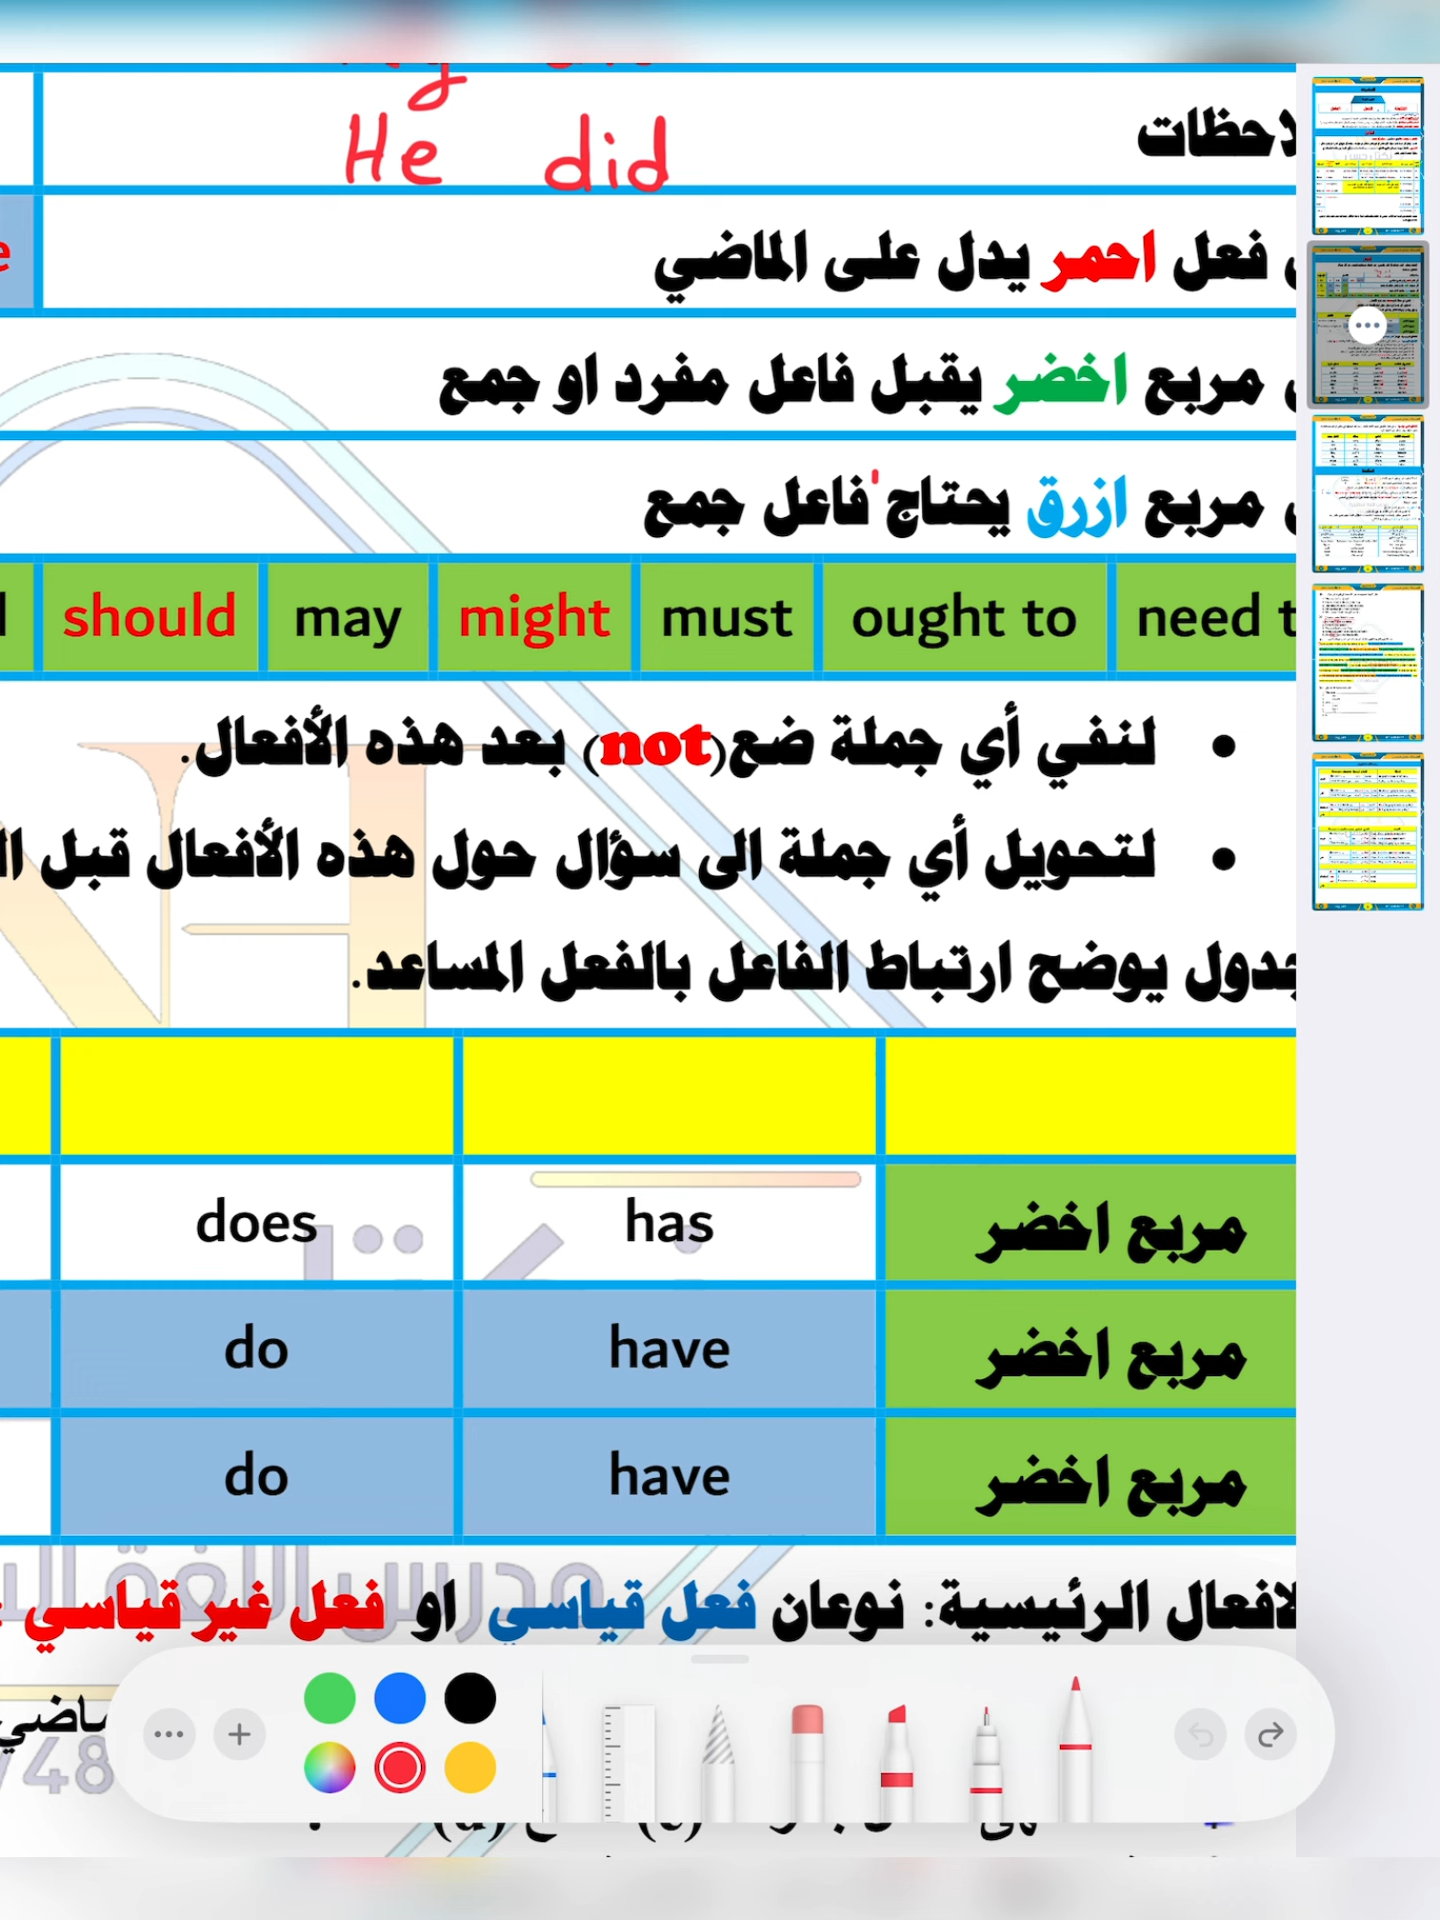 He did
فعل احمر يدل على الماضي
مربع اخضر يقبل فاعل مفرد او جمع
مربع ازرق يحتاج فاعل جمع
should may might must ought to need
• لنفي أي جملة ضع(not) بعد هذه الأفعال.
• لتحويل أي جملة الى سؤال حول هذه الأفعال قبل
يوضح ارتباط الفاعل بالفعل المساعد.
does has مربع اخضر
do have مربع اخضر
do have مربع اخضر
الرئيسية: نوعان فعل قياسي او فعل غير قياسي